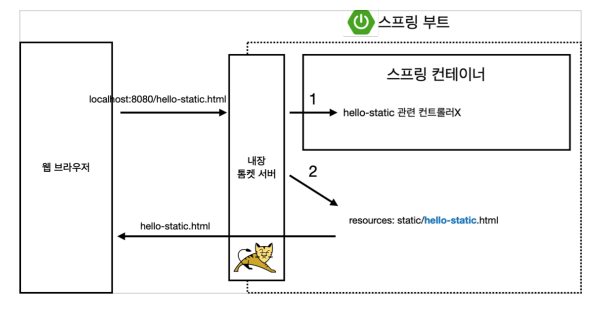 스프링 부트
스프링 컨테이너
localhost:8080/hello-static.html
1
hello-static 관련 컨트롤러X
웹 브라우저
내장
톰켓 서버
2
resources: static/hello-static.html
hello-static.html